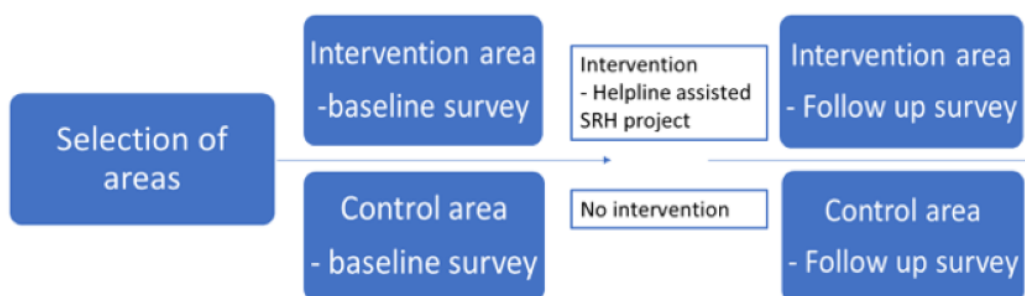 Selection of
areas
Intervention area
-baseline survey
Control area
- baseline survey
Intervention
- Helpline assisted
SRH project
No intervention
Intervention area
- Follow up survey
Control area
- Follow up survey